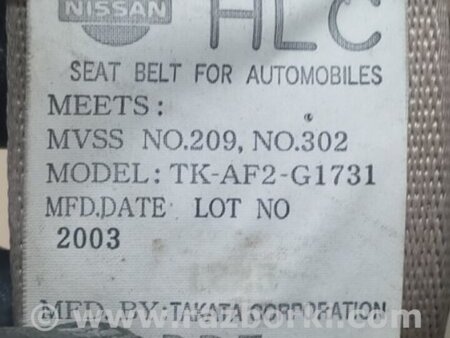 NISSAN HLC
SEAT BELT FOR AUTOMOBILES
MEETS:
MVSS NO.209, NO.302
MODEL: TK-AF2-G1731
MFD.DATE LOT NO
2003
MFD. BY: TAKATA CORPORATION
www.razborki.com